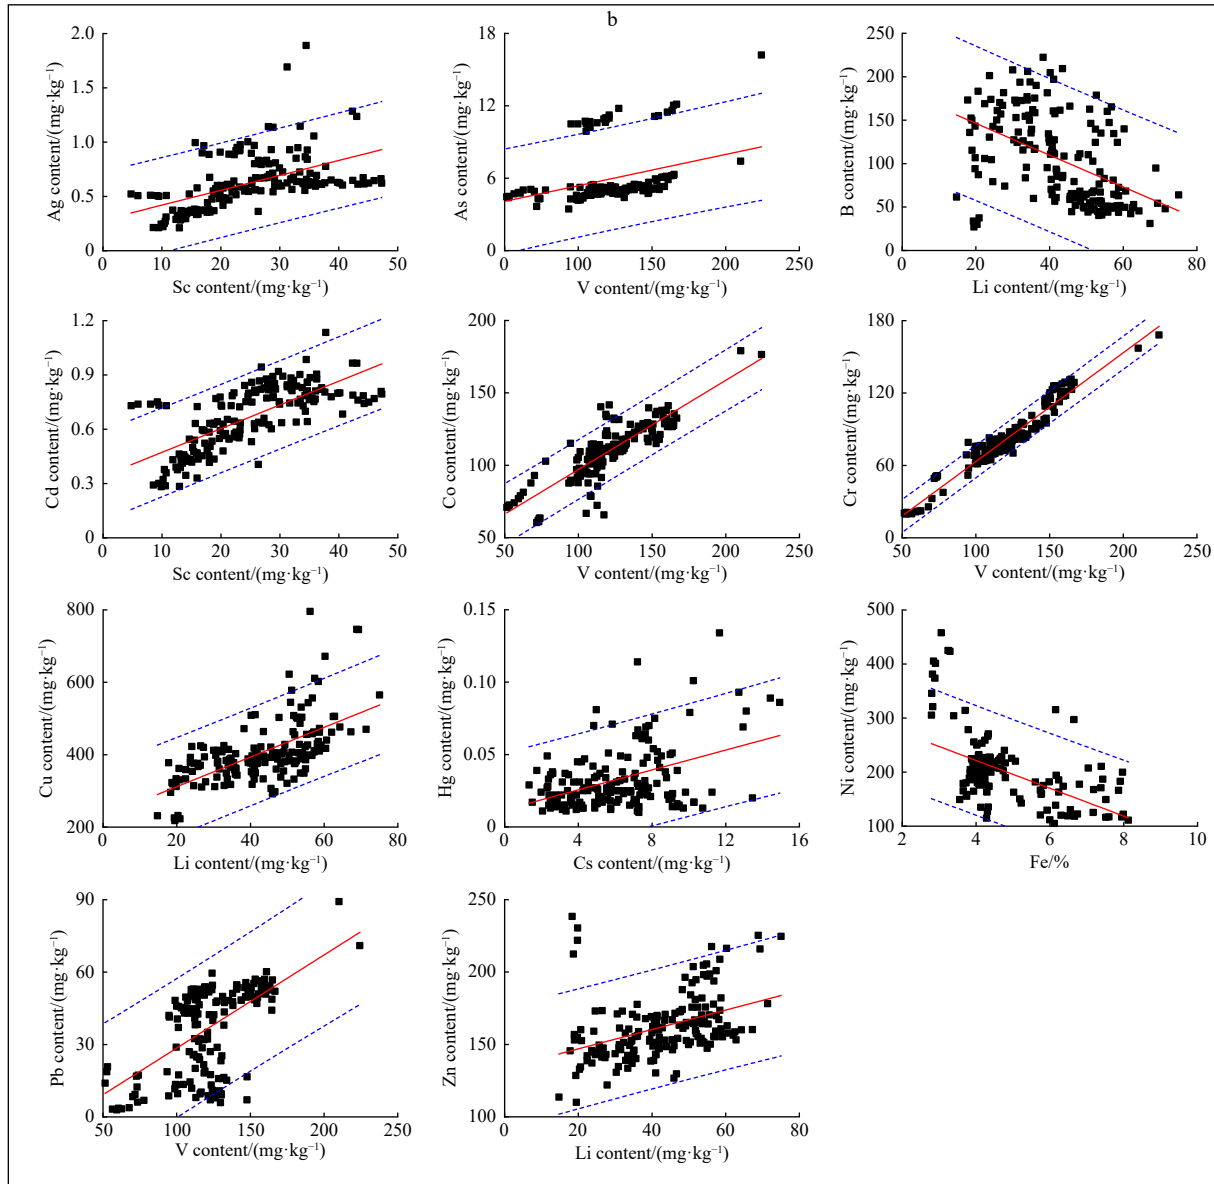 b
2.0
1.5
1.0
0.5
0
Ag content/(mg·kg⁻¹)
0 10 20 30 40 50
Sc content/(mg·kg⁻¹)
18
12
6
0
As content/(mg·kg⁻¹)
50 100 150 200 250
V content/(mg·kg⁻¹)
250
200
150
100
50
0
B content/(mg·kg⁻¹)
0 20 40 60 80
Li content/(mg·kg⁻¹)
1.2
0.9
0.6
0.3
0
Cd content/(mg·kg⁻¹)
0 10 20 30 40 50
Sc content/(mg·kg⁻¹)
200
150
100
50
Co content/(mg·kg⁻¹)
50 100 150 200 250
V content/(mg·kg⁻¹)
180
120
60
0
Cr content/(mg·kg⁻¹)
50 100 150 200 250
V content/(mg·kg⁻¹)
800
600
400
200
Cu content/(mg·kg⁻¹)
0 20 40 60 80
Li content/(mg·kg⁻¹)
0.15
0.10
0.05
0
Hg content/(mg·kg⁻¹)
0 4 8 12 16
Cs content/(mg·kg⁻¹)
500
400
300
200
100
Ni content/(mg·kg⁻¹)
2 4 6 8 10
Fe/%
90
60
30
0
Pb content/(mg·kg⁻¹)
50 100 150 200 250
V content/(mg·kg⁻¹)
250
200
150
100
Zn content/(mg·kg⁻¹)
0 20 40 60 80
Li content/(mg·kg⁻¹)